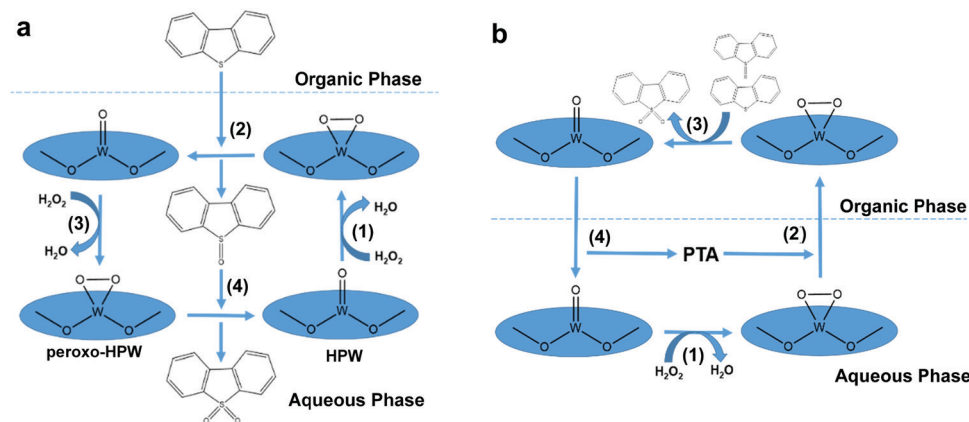 a
S
Organic Phase
O
W
O O
(2)
O O
W
O O
H₂O₂
(3)
H₂O
S
O
H₂O
(1)
H₂O₂
O O
W
O O
peroxo-HPW
(4)
O
W
O O
HPW
S
O O
Aqueous Phase
b
S
O
S
S
O O
(3)
O
W
O O
O O
W
O O
Organic Phase
(4)
PTA
(2)
O
W
O O
H₂O₂
(1)
H₂O
O O
W
O O
Aqueous Phase